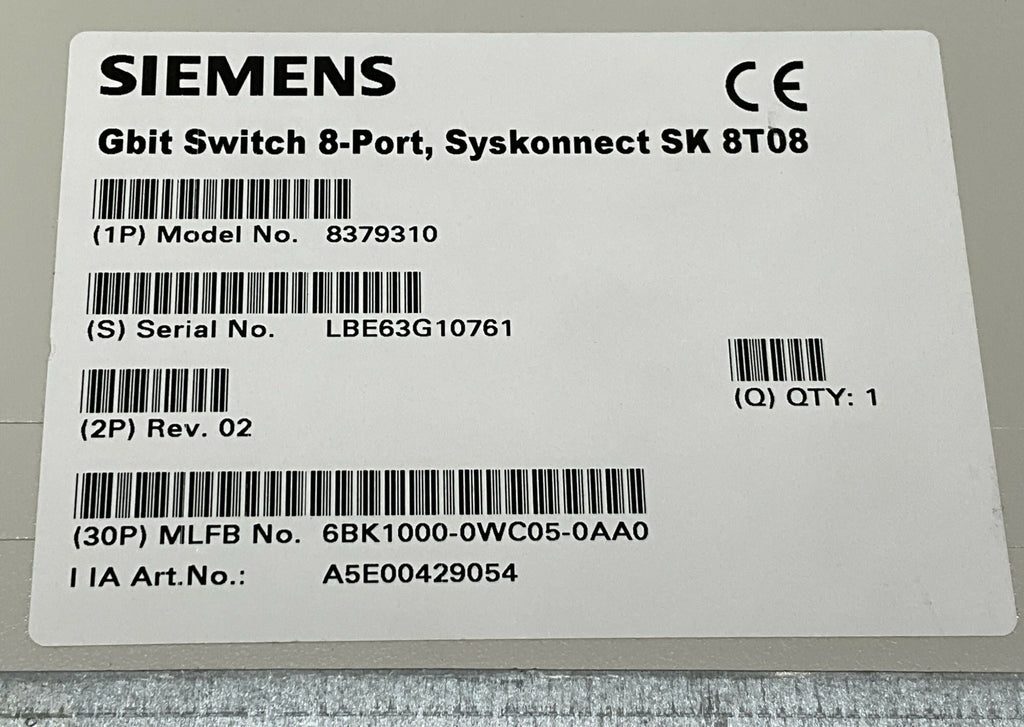 SIEMENS
CE
Gbit Switch 8-Port, Syskonnect SK 8T08
(1P) Model No. 8379310
(S) Serial No. LBE63G10761
(Q) QTY: 1
(2P) Rev. 02
(30P) MLFB No. 6BK1000-0WC05-0AA0
I IA Art.No.: A5E00429054